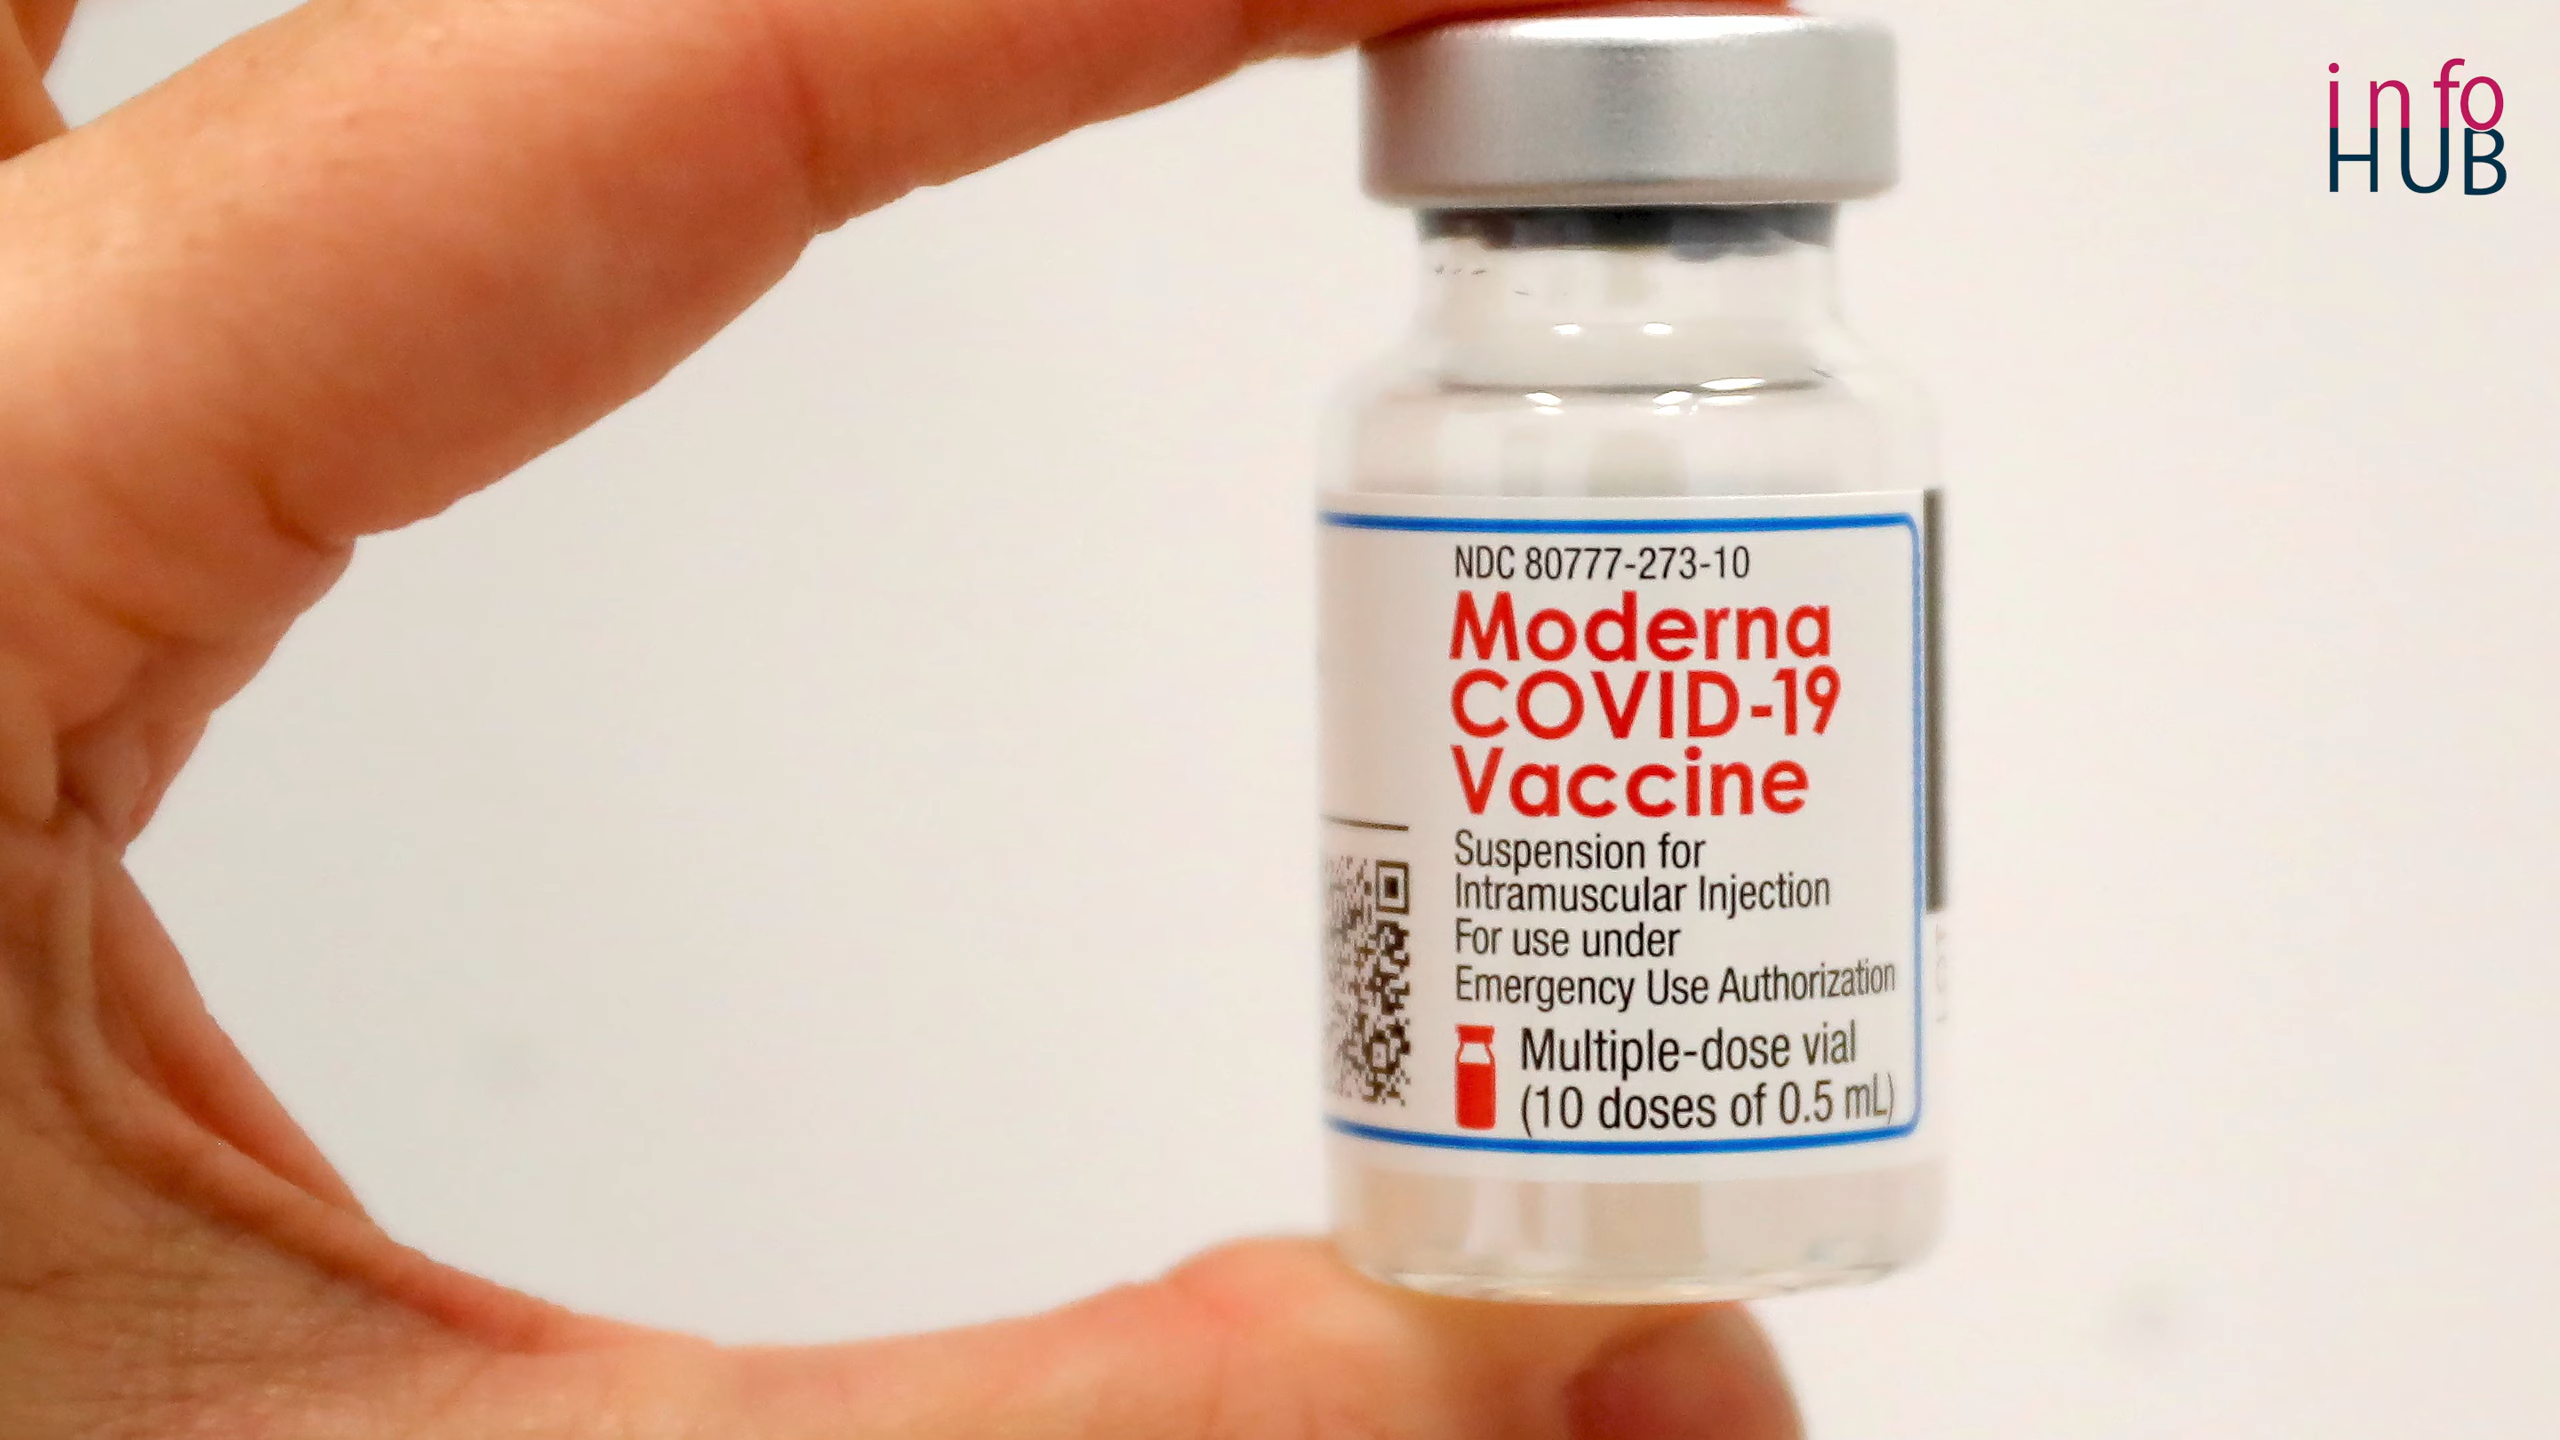 info
HUB
NDC 80777-273-10
Moderna
COVID-19
Vaccine
Suspension for
Intramuscular Injection
For use under
Emergency Use Authorization
Multiple-dose vial
(10 doses of 0.5 mL)